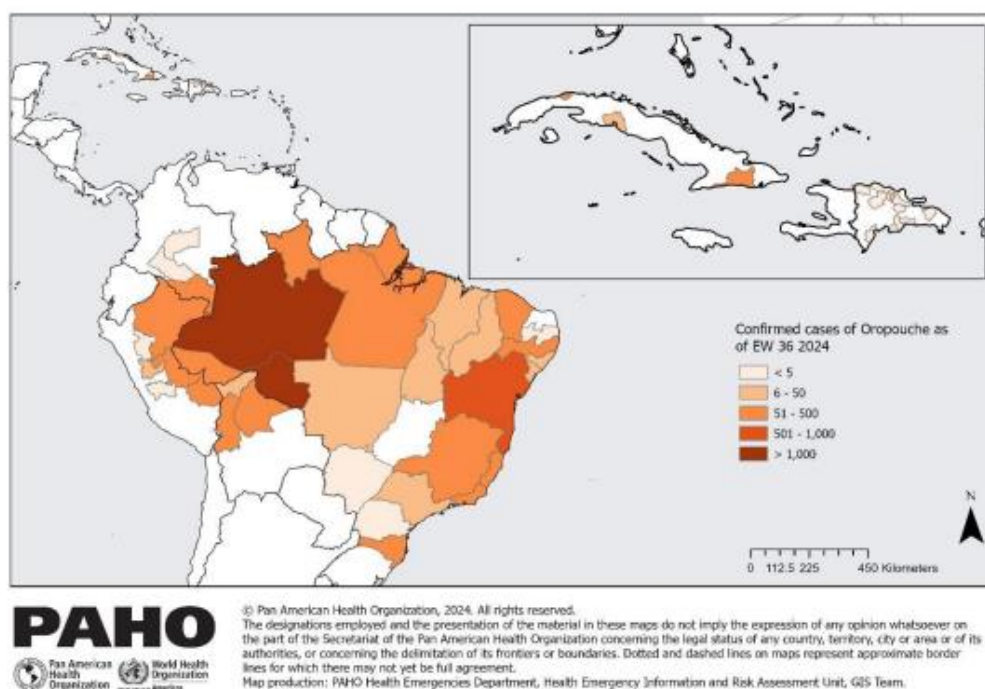 Confirmed cases of Oropouche as
of EW 36 2024
< 5
6 - 50
51 - 500
501 - 1,000
> 1,000
N
0 112.5 225 450 Kilometers
PAHO
Pan American
Health
Organization
World Health
Organization
© Pan American Health Organization, 2024. All rights reserved.
The designations employed and the presentation of the material in these maps do not imply the expression of any opinion whatsoever on
the part of the Secretariat of the Pan American Health Organization concerning the legal status of any country, territory, city or area or of its
authorities, or concerning the delimitation of its frontiers or boundaries. Dotted and dashed lines on maps represent approximate border
lines for which there may not yet be full agreement.
Map production: PAHO Health Emergencies Department, Health Emergency Information and Risk Assessment Unit, GIS Team.